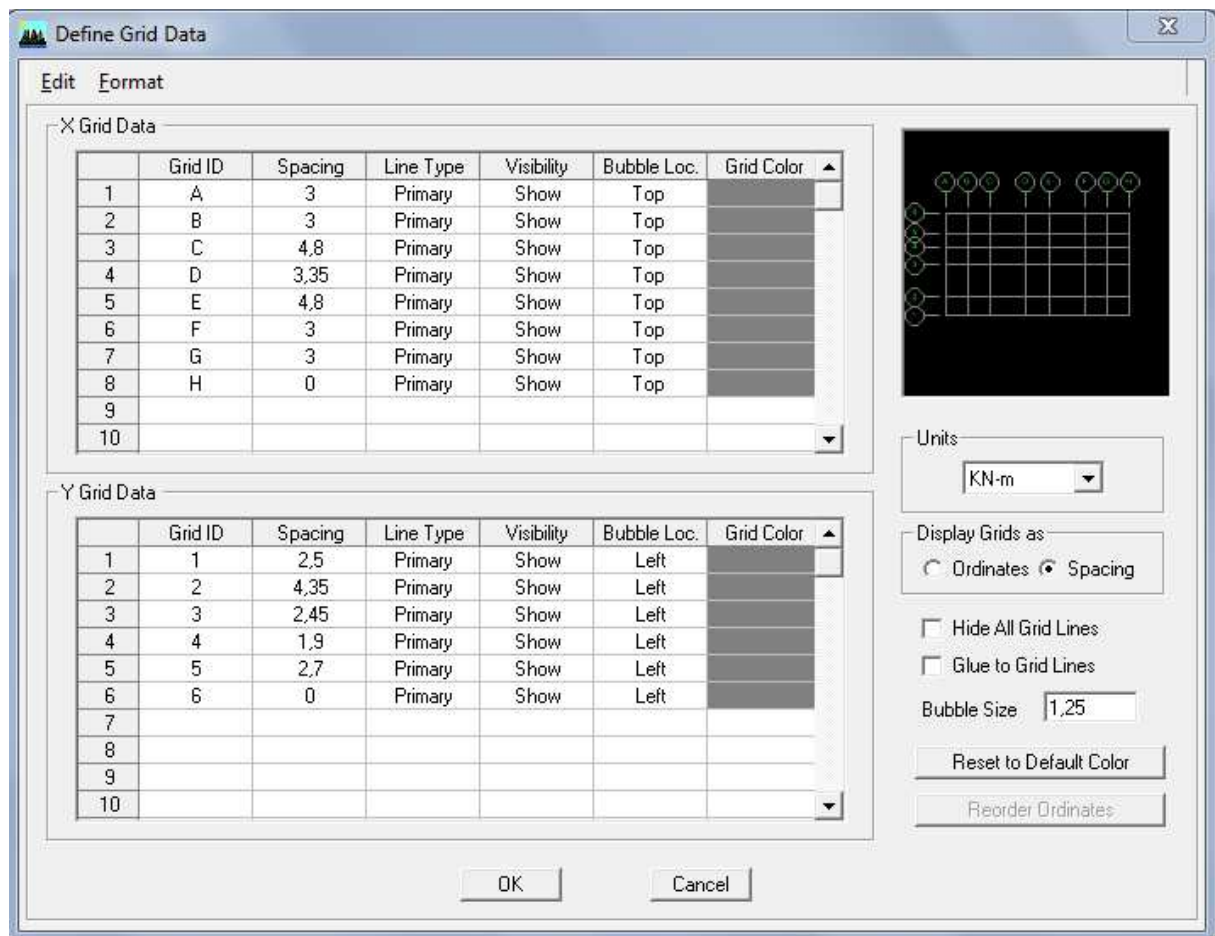 Define Grid Data
Edit Format
X Grid Data
Grid ID Spacing Line Type Visibility Bubble Loc. Grid Color
1 A 3 Primary Show Top
2 B 3 Primary Show Top
3 C 4,8 Primary Show Top
4 D 3,35 Primary Show Top
5 E 4,8 Primary Show Top
6 F 3 Primary Show Top
7 G 3 Primary Show Top
8 H 0 Primary Show Top
9
10
Y Grid Data
Grid ID Spacing Line Type Visibility Bubble Loc. Grid Color
1 1 2,5 Primary Show Left
2 2 4,35 Primary Show Left
3 3 2,45 Primary Show Left
4 4 1,9 Primary Show Left
5 5 2,7 Primary Show Left
6 6 0 Primary Show Left
7
8
9
10
Units
KN-m
Display Grids as
Ordinates Spacing
Hide All Grid Lines
Glue to Grid Lines
Bubble Size 1,25
Reset to Default Color
Reorder Ordinates
OK Cancel